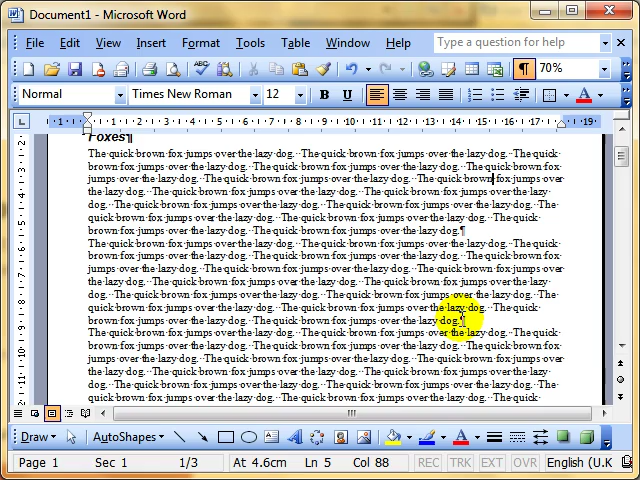 Document1 - Microsoft Word
File Edit View Insert Format Tools Table Window Help Type a question for help
70%
Normal Times New Roman 12 B U A
1 1 2 3 4 5 6 7 8 9 10 11 12 13 14 15 16 17 19
Foxes¶
The·quick·brown·fox·jumps·over·the·lazy·dog.··The·quick·brown·fox·jumps·over·the·lazy·dog.··The·quick·
brown·fox·jumps·over·the·lazy·dog.··The·quick·brown·fox·jumps·over·the·lazy·dog.··The·quick·brown·fox·
jumps·over·the·lazy·dog.··The·quick·brown·fox·jumps·over·the·lazy·dog.··The·quick·brown·fox·jumps·over·
the·lazy·dog.··The·quick·brown·fox·jumps·over·the·lazy·dog.··The·quick·brown·fox·jumps·over·the·lazy·
dog.··The·quick·brown·fox·jumps·over·the·lazy·dog.··The·quick·brown·fox·jumps·over·the·lazy·dog.··The·
quick·brown·fox·jumps·over·the·lazy·dog.··The·quick·brown·fox·jumps·over·the·lazy·dog.··The·quick·
brown·fox·jumps·over·the·lazy·dog.··The·quick·brown·fox·jumps·over·the·lazy·dog.¶
The·quick·brown·fox·jumps·over·the·lazy·dog.··The·quick·brown·fox·jumps·over·the·lazy·dog.··The·quick·
brown·fox·jumps·over·the·lazy·dog.··The·quick·brown·fox·jumps·over·the·lazy·dog.··The·quick·brown·fox·
jumps·over·the·lazy·dog.··The·quick·brown·fox·jumps·over·the·lazy·dog.··The·quick·brown·fox·jumps·over·
the·lazy·dog.··The·quick·brown·fox·jumps·over·the·lazy·dog.··The·quick·brown·fox·jumps·over·the·lazy·
dog.··The·quick·brown·fox·jumps·over·the·lazy·dog.··The·quick·brown·fox·jumps·over·the·lazy·dog.··The·
quick·brown·fox·jumps·over·the·lazy·dog.··The·quick·brown·fox·jumps·over·the·lazy·dog.··The·quick·
brown·fox·jumps·over·the·lazy·dog.··The·quick·brown·fox·jumps·over·the·lazy·dog.¶
The·quick·brown·fox·jumps·over·the·lazy·dog.··The·quick·brown·fox·jumps·over·the·lazy·dog.··The·quick·
brown·fox·jumps·over·the·lazy·dog.··The·quick·brown·fox·jumps·over·the·lazy·dog.··The·quick·brown·fox·
jumps·over·the·lazy·dog.··The·quick·brown·fox·jumps·over·the·lazy·dog.··The·quick·brown·fox·jumps·over·
the·lazy·dog.··The·quick·brown·fox·jumps·over·the·lazy·dog.··The·quick·brown·fox·jumps·over·the·lazy·
dog.··The·quick·brown·fox·jumps·over·the·lazy·dog.··The·quick·brown·fox·jumps·over·the·lazy·dog.··The·
quick·brown·fox·jumps·over·the·lazy·dog.··The·quick·brown·fox·jumps·over·the·lazy·dog.··The·quick·
Draw AutoShapes
Page 1 Sec 1 1/3 At 4.6cm Ln 5 Col 88 REC TRK EXT OVR English (U.K